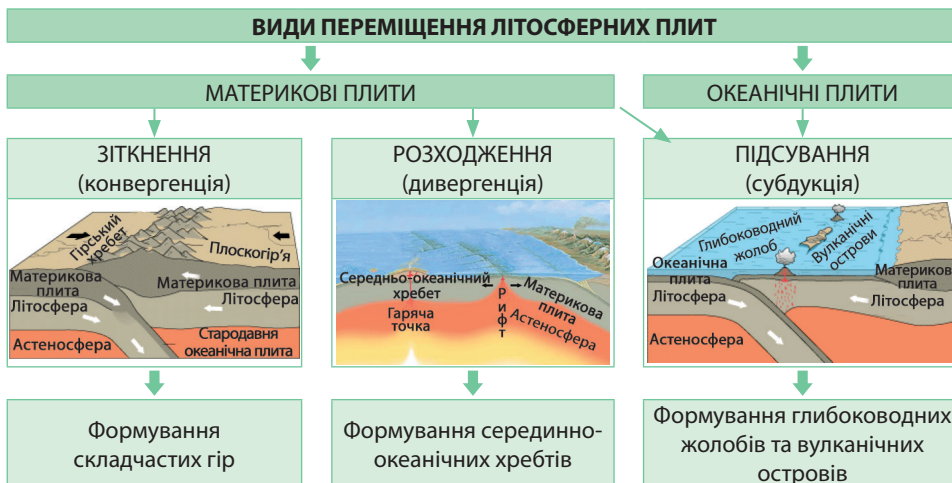 ВИДИ ПЕРЕМІЩЕННЯ ЛІТОСФЕРНИХ ПЛИТ
МАТЕРИКОВІ ПЛИТИ
ОКЕАНІЧНІ ПЛИТИ
ЗІТКНЕННЯ
(конвергенція)
Гірський
хребет
Плоскогір'я
Материкова
плита
Материкова плита
Літосфера
Літосфера
Астеносфера
Стародавня
океанічна плита
Формування
складчастих гір
РОЗХОДЖЕННЯ
(дивергенція)
Середньо-океанічний
хребет
Гаряча
точка
Рифт
Материкова
плита
Астеносфера
Формування серединно-
океанічних хребтів
ПІДСУВАННЯ
(субдукція)
Глибоководний
жолоб
Вулканічні
острови
Океанічна
плита
Материкова
плита
Літосфера
Літосфера
Астеносфера
Формування глибоководних
жолобів та вулканічних
островів